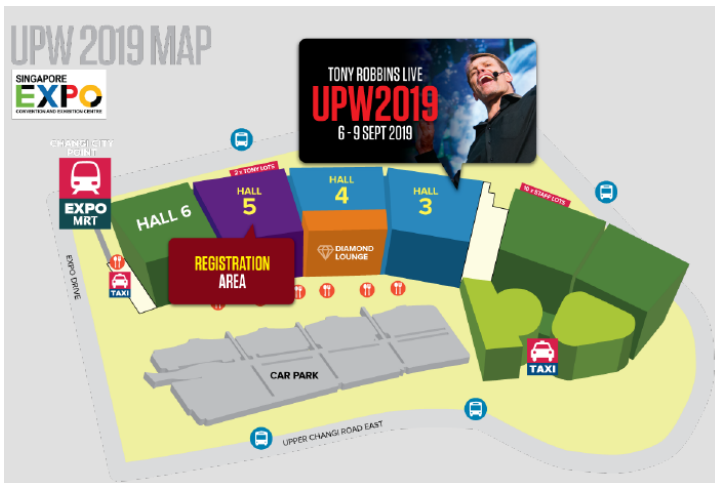 UPW 2019 MAP
SINGAPORE
EXPO
CONVENTION AND EXHIBITION CENTRE
TONY ROBBINS LIVE
UPW2019
6 - 9 SEPT 2019
CHANGI CITY
POINT
EXPO
MRT
2 x TONY LOTS
10 x STAFF LOTS
HALL 6
HALL
5
HALL
4
HALL
3
DIAMOND
LOUNGE
REGISTRATION
AREA
TAXI
EXPO DRIVE
CAR PARK
TAXI
UPPER CHANGI ROAD EAST